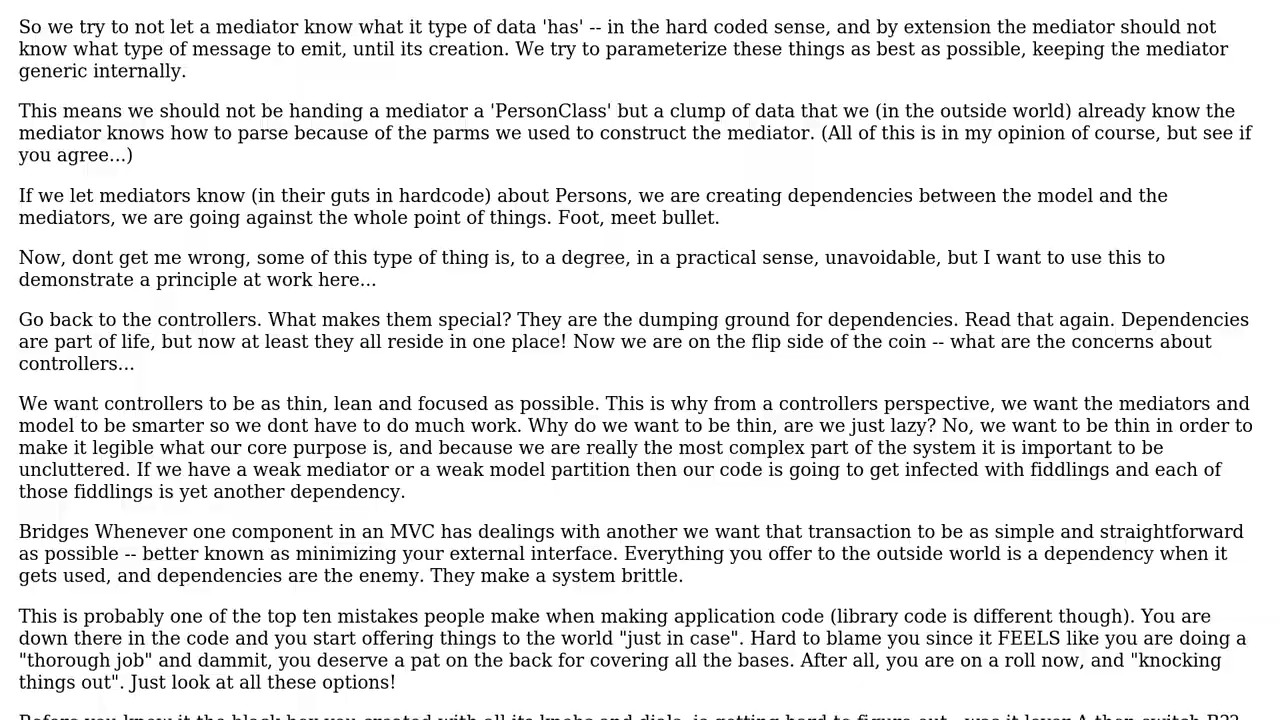 So we try to not let a mediator know what it type of data 'has' -- in the hard coded sense, and by extension the mediator should not
know what type of message to emit, until its creation. We try to parameterize these things as best as possible, keeping the mediator
generic internally.
This means we should not be handing a mediator a 'PersonClass' but a clump of data that we (in the outside world) already know the
mediator knows how to parse because of the parms we used to construct the mediator. (All of this is in my opinion of course, but see if
you agree...)
If we let mediators know (in their guts in hardcode) about Persons, we are creating dependencies between the model and the
mediators, we are going against the whole point of things. Foot, meet bullet.
Now, dont get me wrong, some of this type of thing is, to a degree, in a practical sense, unavoidable, but I want to use this to
demonstrate a principle at work here...
Go back to the controllers. What makes them special? They are the dumping ground for dependencies. Read that again. Dependencies
are part of life, but now at least they all reside in one place! Now we are on the flip side of the coin -- what are the concerns about
controllers...
We want controllers to be as thin, lean and focused as possible. This is why from a controllers perspective, we want the mediators and
model to be smarter so we dont have to do much work. Why do we want to be thin, are we just lazy? No, we want to be thin in order to
make it legible what our core purpose is, and because we are really the most complex part of the system it is important to be
uncluttered. If we have a weak mediator or a weak model partition then our code is going to get infected with fiddlings and each of
those fiddlings is yet another dependency.
Bridges Whenever one component in an MVC has dealings with another we want that transaction to be as simple and straightforward
as possible -- better known as minimizing your external interface. Everything you offer to the outside world is a dependency when it
gets used, and dependencies are the enemy. They make a system brittle.
This is probably one of the top ten mistakes people make when making application code (library code is different though). You are
down there in the code and you start offering things to the world "just in case". Hard to blame you since it FEELS like you are doing a
"thorough job" and dammit, you deserve a pat on the back for covering all the bases. After all, you are on a roll now, and "knocking
things out". Just look at all these options!
Before you know it the black box you created with all its knobs and dials, is getting hard to figure out